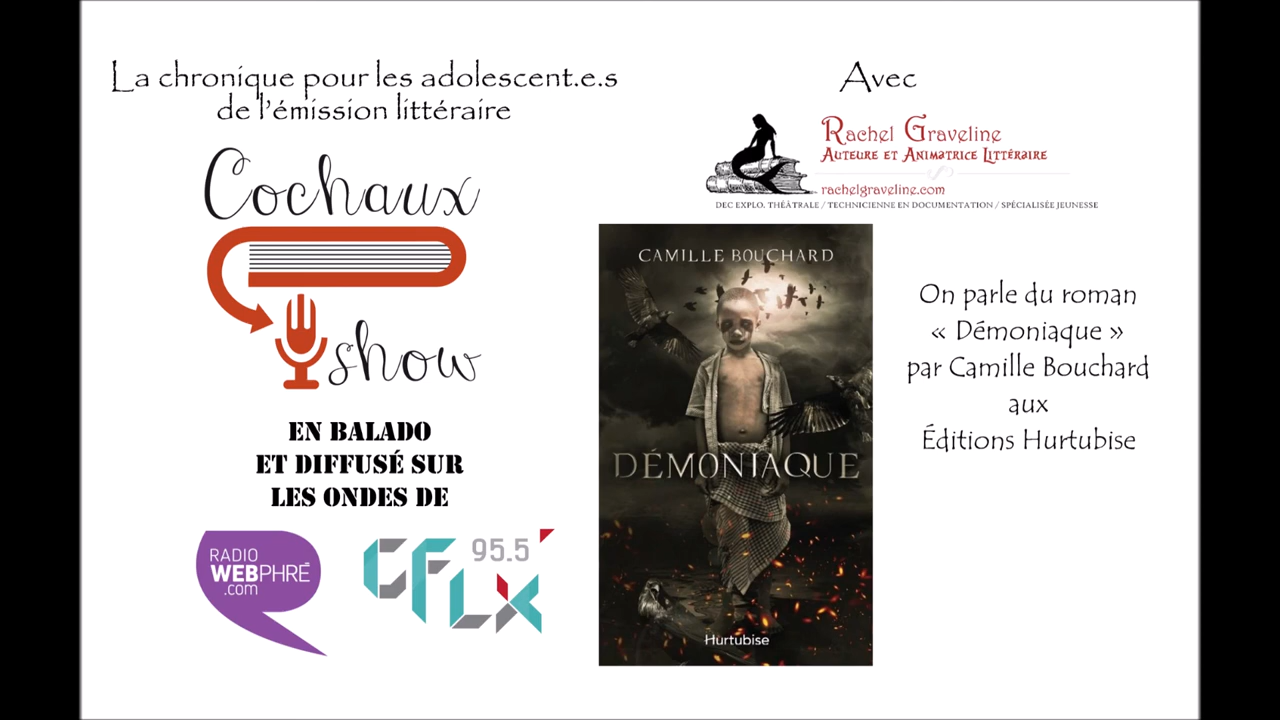 La chronique pour les adolescent.e.s
de l'émission littéraire
Cochaux
show
EN BALADO
ET DIFFUSÉ SUR
LES ONDES DE
RADIO
WEBPHRÉ
.com
95.5
CFLX
Avec
Rachel Graveline
Auteure et Animatrice Littéraire
rachelgraveline.com
DEC EXPLO. THÉÂTRALE / TECHNICIENNE EN DOCUMENTATION / SPÉCIALISÉE JEUNESSE
CAMILLE BOUCHARD
DÉMONIAQUE
Hurtubise
On parle du roman
« Démoniaque »
par Camille Bouchard
aux
Éditions Hurtubise